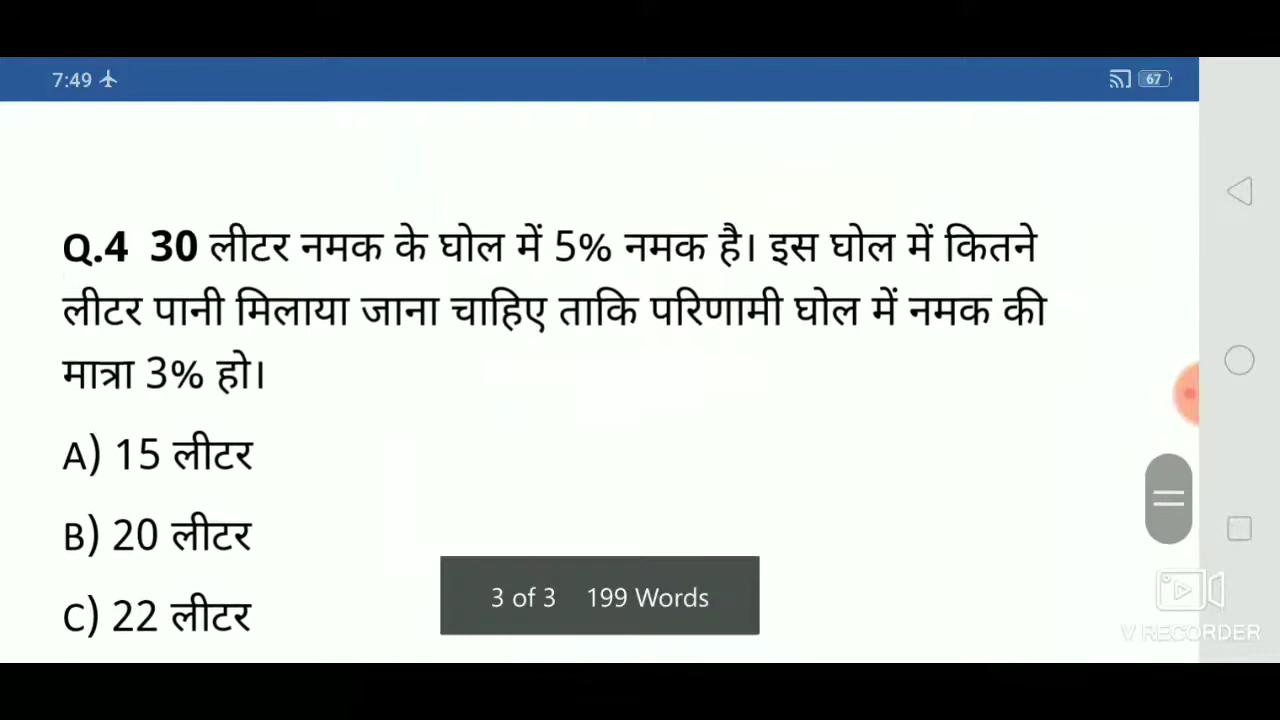 7:49
67
Q.4 30 लीटर नमक के घोल में 5% नमक है। इस घोल में कितने
लीटर पानी मिलाया जाना चाहिए ताकि परिणामी घोल में नमक की
मात्रा 3% हो।
A) 15 लीटर
B) 20 लीटर
C) 22 लीटर
3 of 3 199 Words
V RECORDER